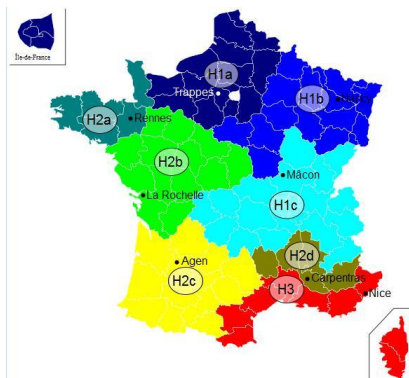 Île-de-France
H1a
Trappes
H1b
Nancy
H2a
Rennes
H2b
Mâcon
La Rochelle
H1c
H2d
Agen
Carpentras
H2c
H3
Nice